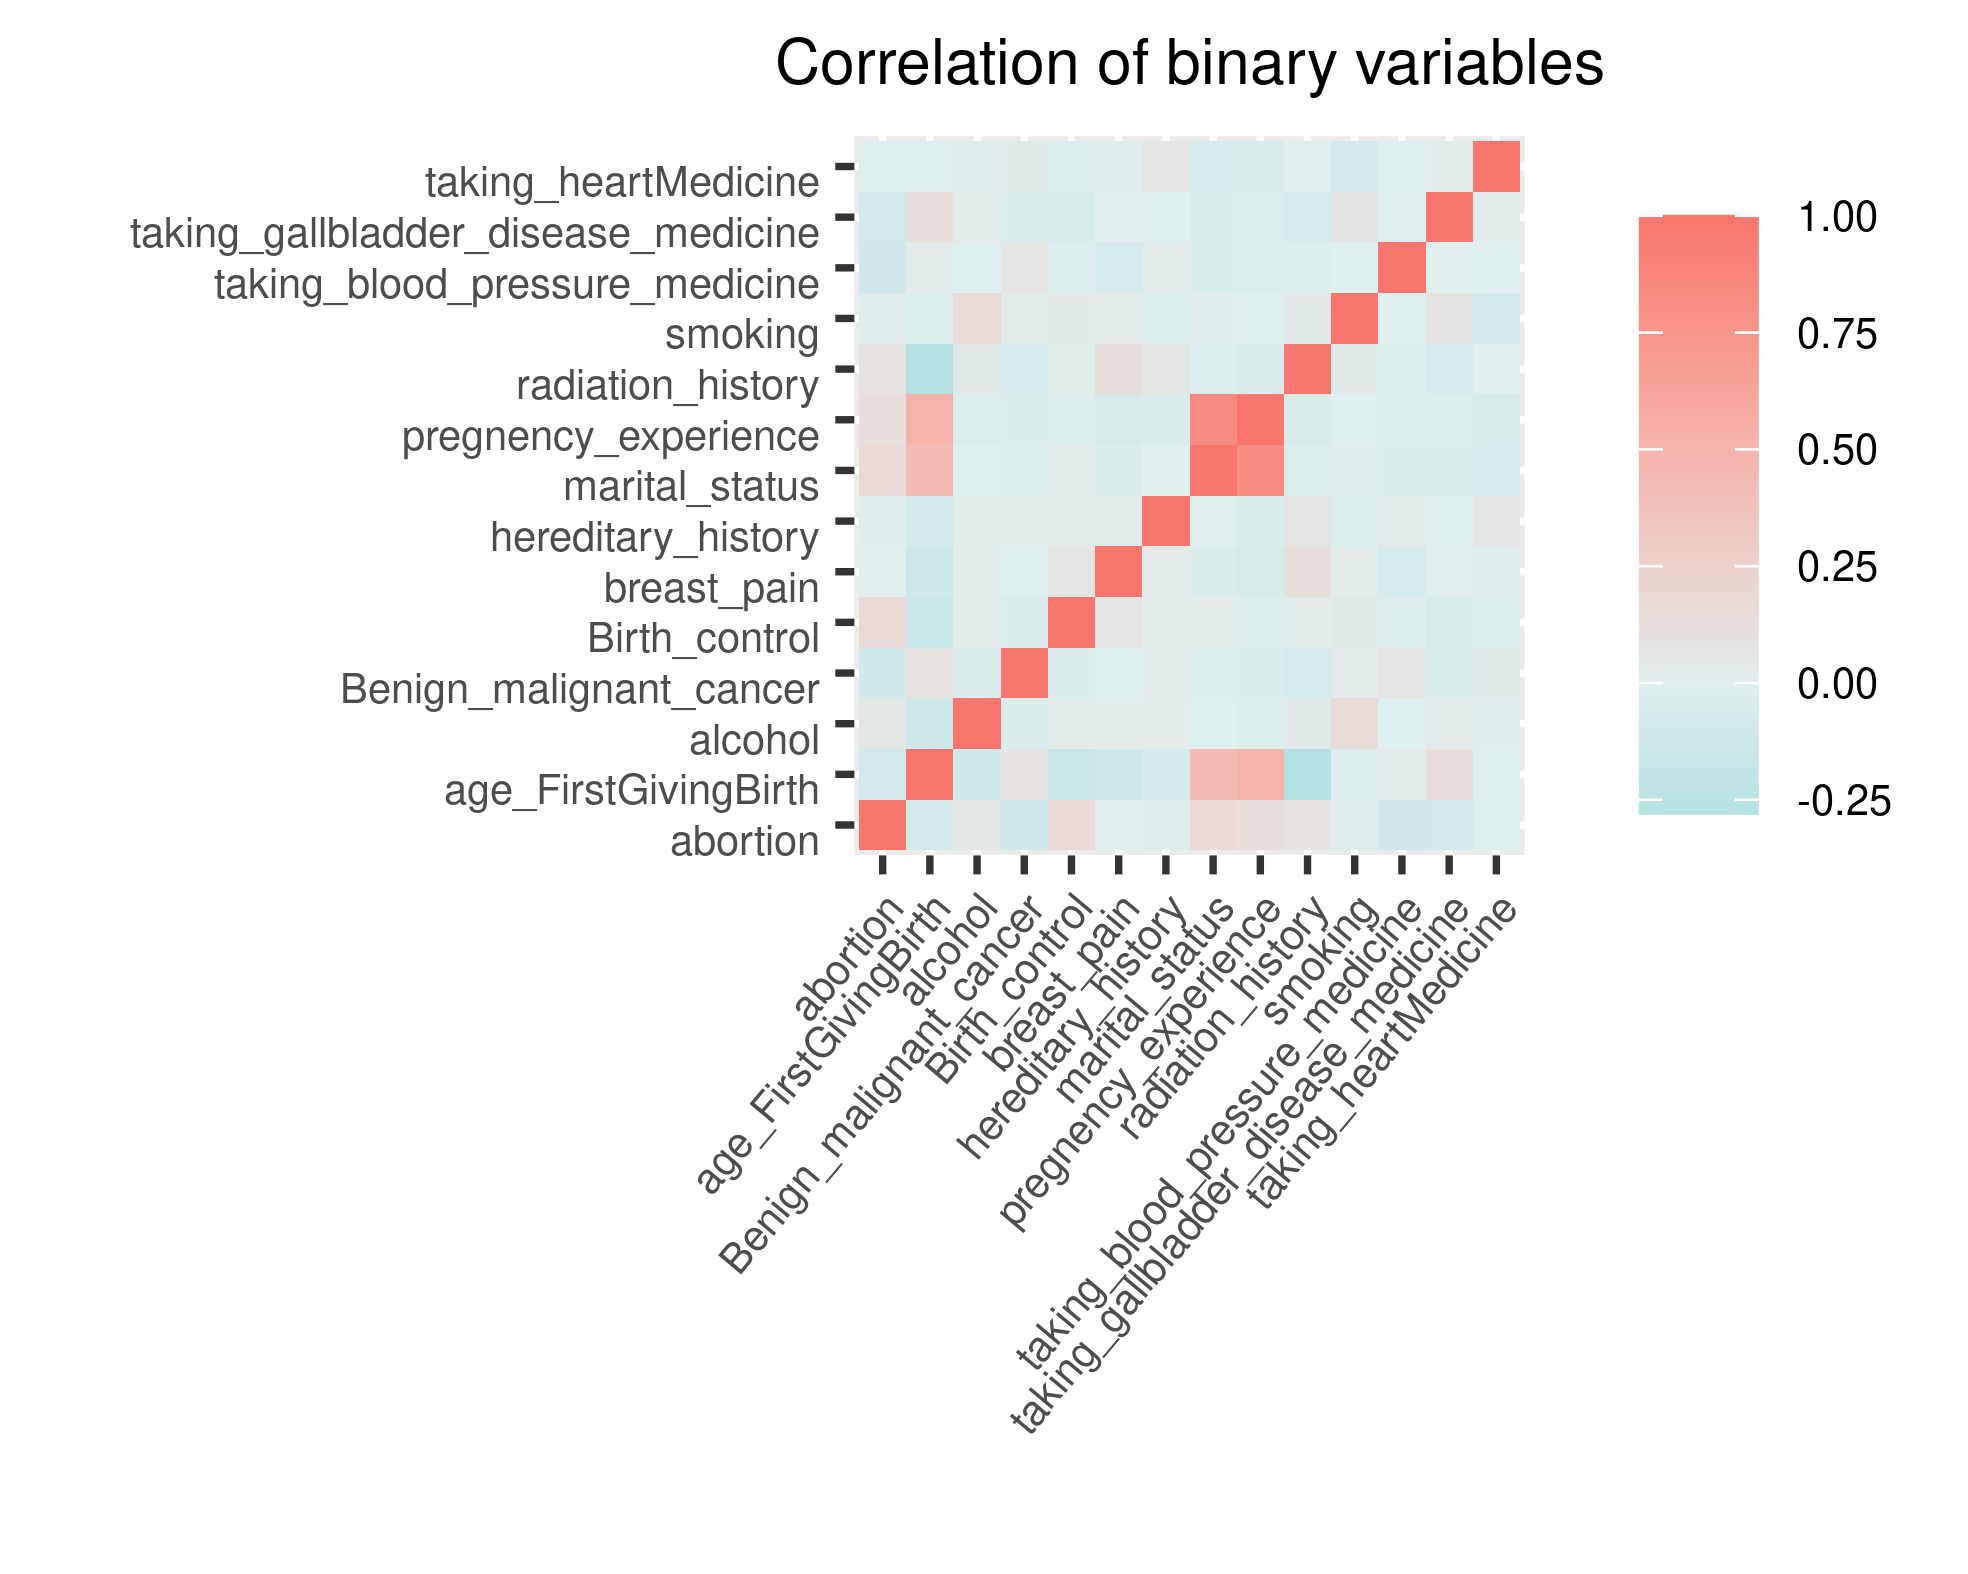 Correlation of binary variables
taking_heartMedicine
taking_gallbladder_disease_medicine
taking_blood_pressure_medicine
smoking
radiation_history
pregnency_experience
marital_status
hereditary_history
breast_pain
Birth_control
Benign_malignant_cancer
alcohol
age_FirstGivingBirth
abortion
abortion
age_FirstGivingBirth
alcohol
Benign_malignant_cancer
Birth_control
breast_pain
hereditary_history
marital_status
pregnency_experience
radiation_history
smoking
taking_blood_pressure_medicine
taking_gallbladder_disease_medicine
taking_heartMedicine
1.00
0.75
0.50
0.25
0.00
-0.25